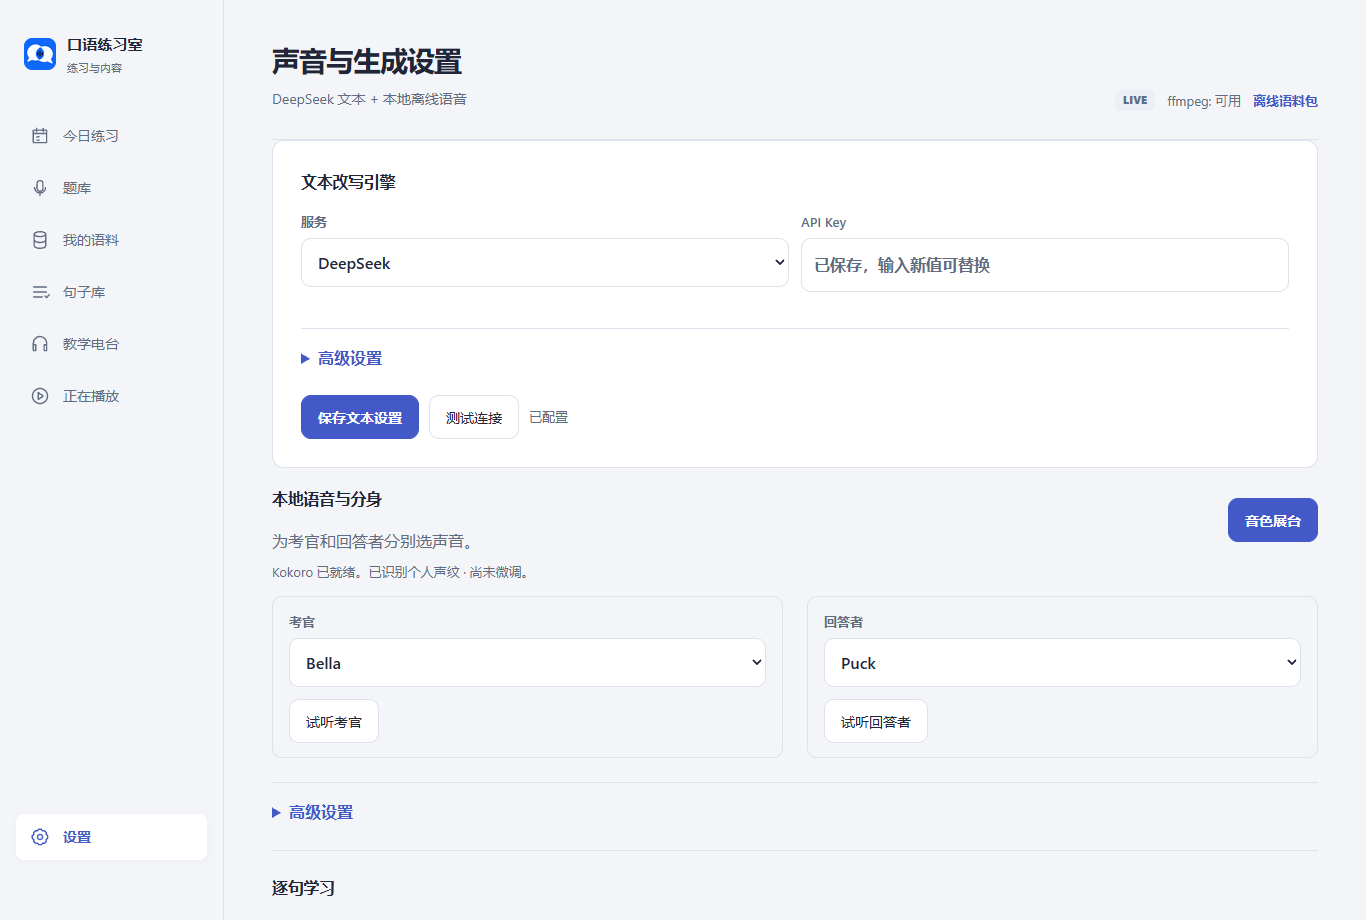 口语练习室
练习与内容
今日练习
题库
我的语料
句子库
教学电台
正在播放
设置
声音与生成设置
DeepSeek 文本 + 本地离线语音
LIVE ffmpeg: 可用 离线语料包
文本改写引擎
服务
DeepSeek
API Key
已保存，输入新值可替换
高级设置
保存文本设置 测试连接 已配置
本地语音与分身
为考官和回答者分别选声音。
Kokoro 已就绪。已识别个人声纹 · 尚未微调。
音色展台
考官
Bella
试听考官
回答者
Puck
试听回答者
高级设置
逐句学习